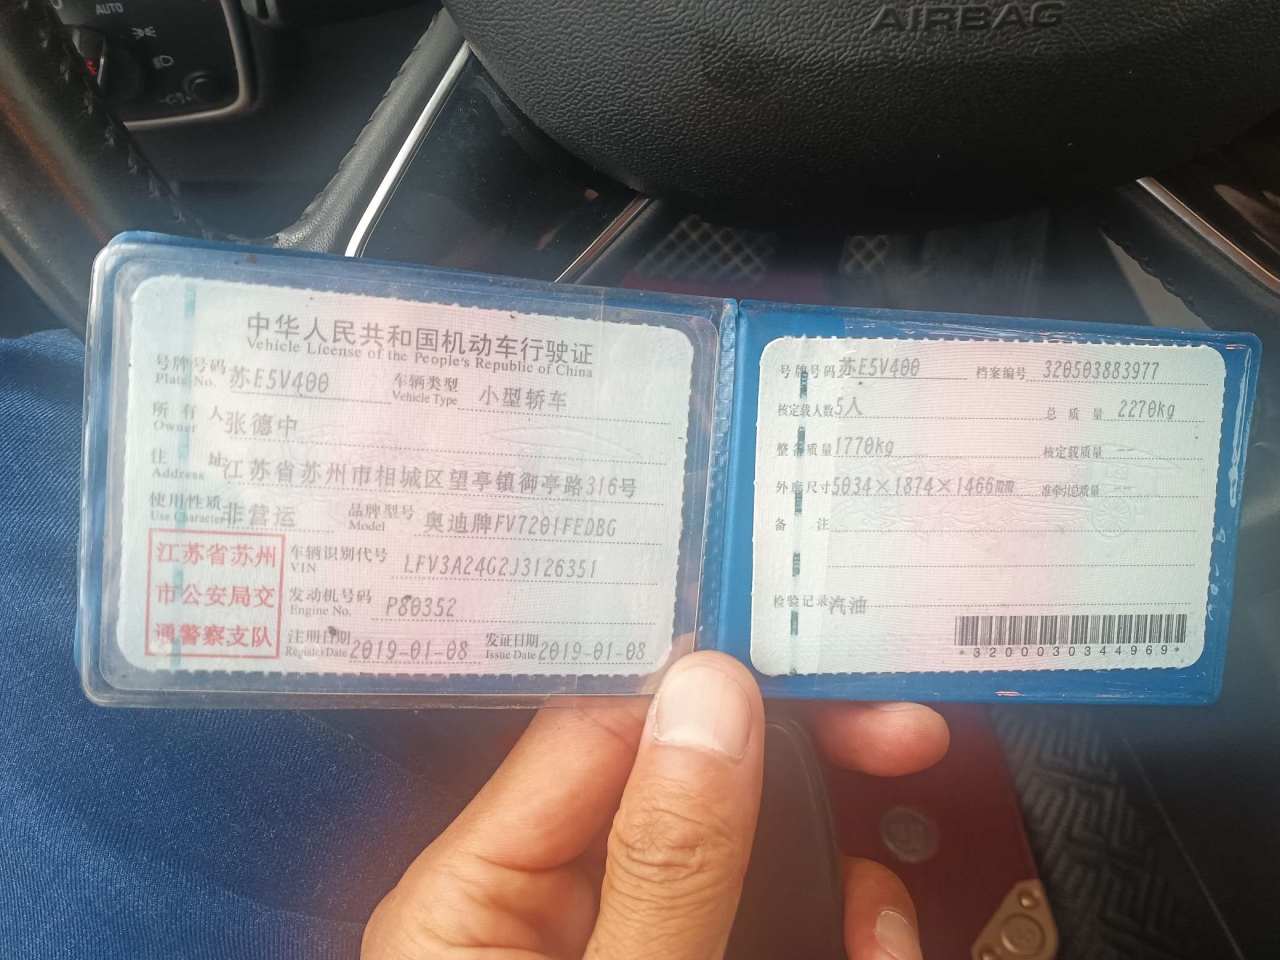 AUTO
AIRBAG
中华人民共和国机动车行驶证
Vehicle License of the People's Republic of China
号牌号码 苏E5V400 车辆类型 小型轿车
Plate No. Vehicle Type
所有人 张德中
Owner
住址 江苏省苏州市相城区望亭镇御亭路316号
Address
使用性质 非营运 品牌型号 奥迪牌FV7201FEDBG
Use Character Model
江苏省苏州
市公安局交
通警察支队
车辆识别代号 LFV3A24G2J3126351
VIN
发动机号码 P80352
Engine No.
注册日期 2019-01-08 发证日期 2019-01-08
Register Date Issue Date
号牌号码 苏E5V400 档案编号 320503883977
核定载人数 5人 总质量 2270kg
整备质量 1770kg 核定载质量 --
外廓尺寸 5034×1874×1466mm 准牵引总质量 --
备注
检验记录 汽油
*3200030344969*